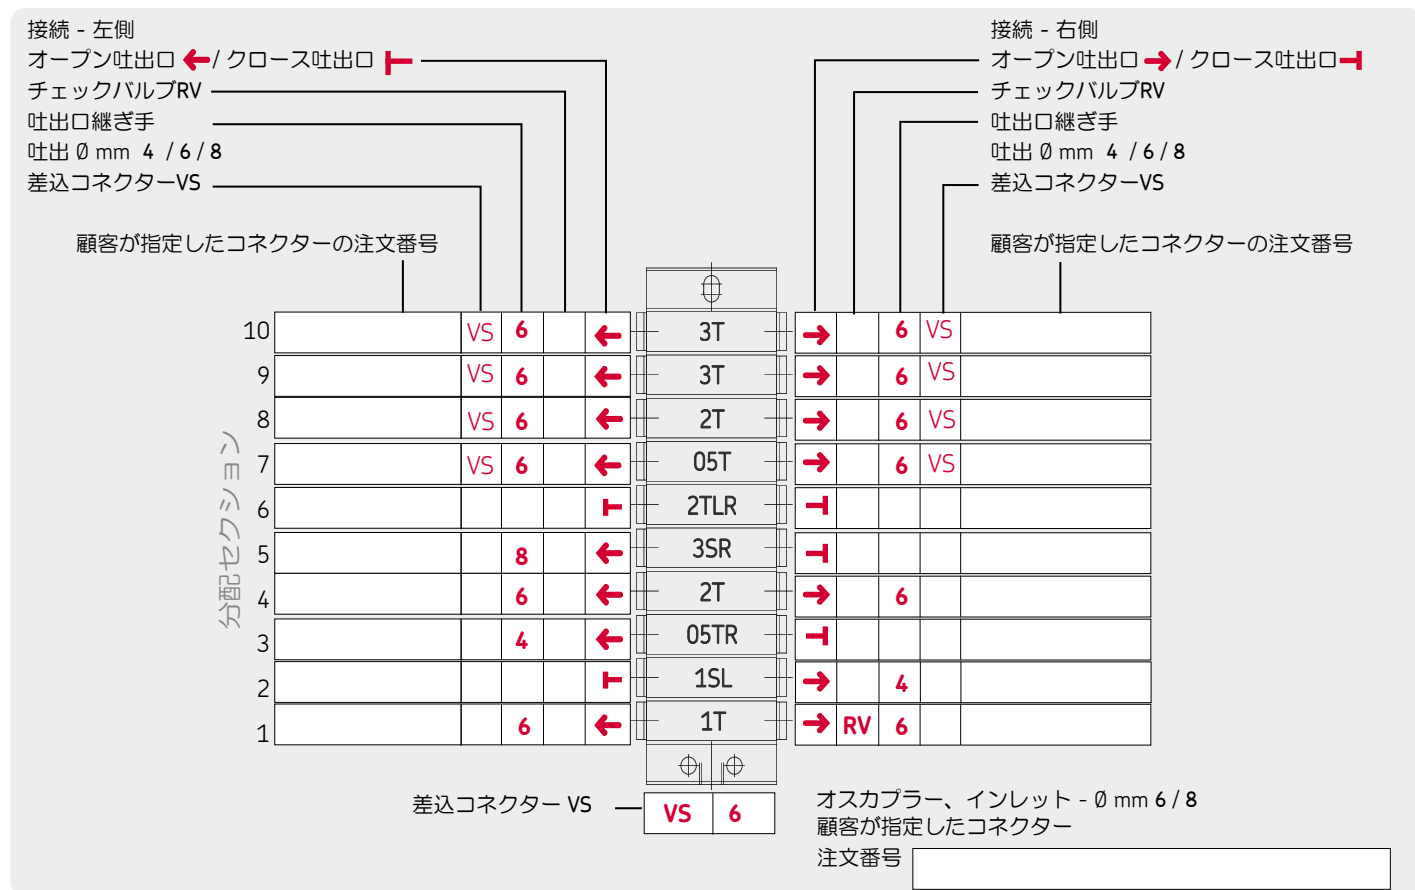 接続 - 左側
オープン吐出口 / クロース吐出口
チェックバルブRV
吐出口継ぎ手
吐出 Ø mm 4 / 6 / 8
差込コネクターVS
顧客が指定したコネクターの注文番号
接続 - 右側
オープン吐出口 / クロース吐出口
チェックバルブRV
吐出口継ぎ手
吐出 Ø mm 4 / 6 / 8
差込コネクターVS
顧客が指定したコネクターの注文番号
分配セクション
10 VS 6 3T 6 VS
9 VS 6 3T 6 VS
8 VS 6 2T 6 VS
7 VS 6 05T 6 VS
6 2TLR
5 8 3SR
4 6 2T 6
3 4 05TR
2 1SL 4
1 6 1T RV 6
差込コネクター VS VS 6
オスカプラー、インレット - Ø mm 6 / 8
顧客が指定したコネクター
注文番号